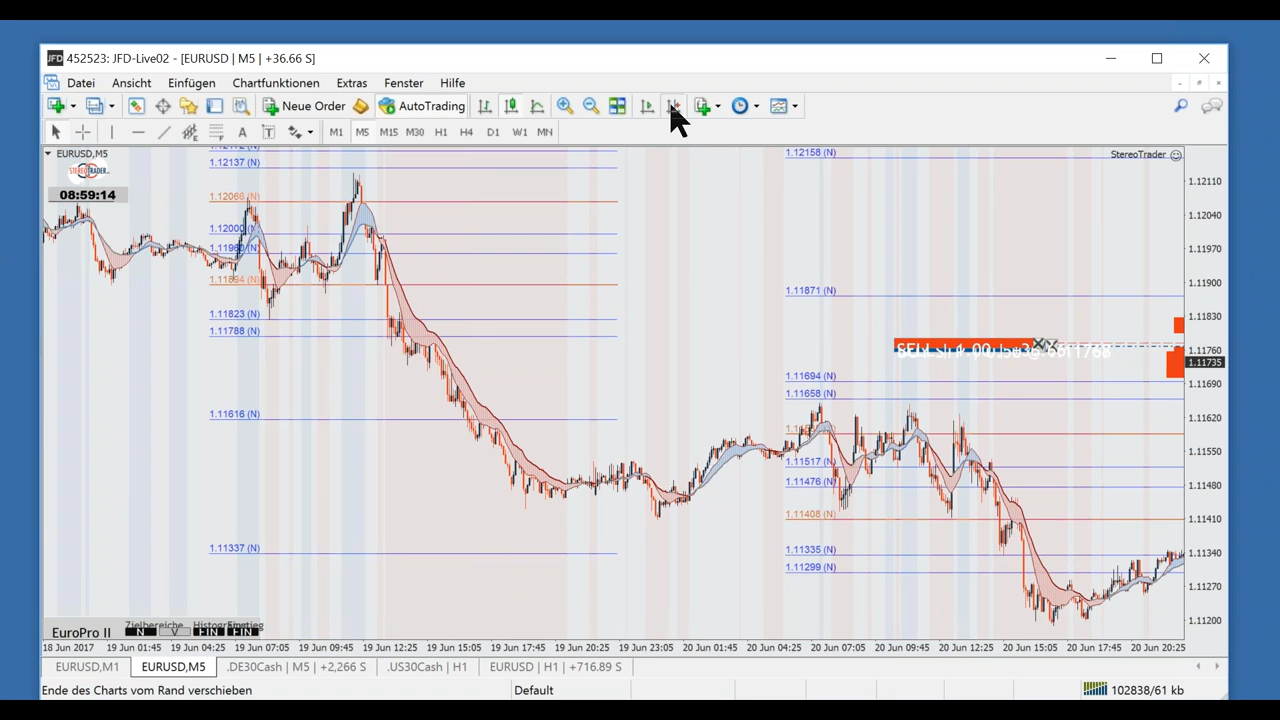 JFD 452523: JFD-Live02 - [EURUSD | M5 | +36.66 S]
Datei Ansicht Einfügen Chartfunktionen Extras Fenster Hilfe
Neue Order AutoTrading
A T M1 M5 M15 M30 H1 H4 D1 W1 MN
EURUSD,M5
StereoTrader
STEREOTRADER
08:59:14
1.12137 (N)
1.12066 (N)
1.12000 (N)
1.11823 (N)
1.11788 (N)
1.11616 (N)
1.11337 (N)
1.12158 (N)
1.11871 (N)
1.11694 (N)
1.11658 (N)
1.11517 (N)
1.11476 (N)
1.11408 (N)
1.11335 (N)
1.11299 (N)
1.12110
1.12040
1.11970
1.11900
1.11830
1.11760
1.11735
1.11690
1.11620
1.11550
1.11480
1.11410
1.11340
1.11270
1.11200
EuroPro II
Zielbereiche
N V FIN FIN
18 Jun 2017 19 Jun 01:45 19 Jun 04:25 19 Jun 07:05 19 Jun 09:45 19 Jun 12:25 19 Jun 15:05 19 Jun 17:45 19 Jun 20:25 19 Jun 23:05 20 Jun 01:45 20 Jun 04:25 20 Jun 07:05 20 Jun 09:45 20 Jun 12:25 20 Jun 15:05 20 Jun 17:45 20 Jun 20:25
EURUSD,M1 EURUSD,M5 .DE30Cash | M5 | +2,266 S .US30Cash | H1 EURUSD | H1 | +716.89 S
Ende des Charts vom Rand verschieben Default 102838/61 kb